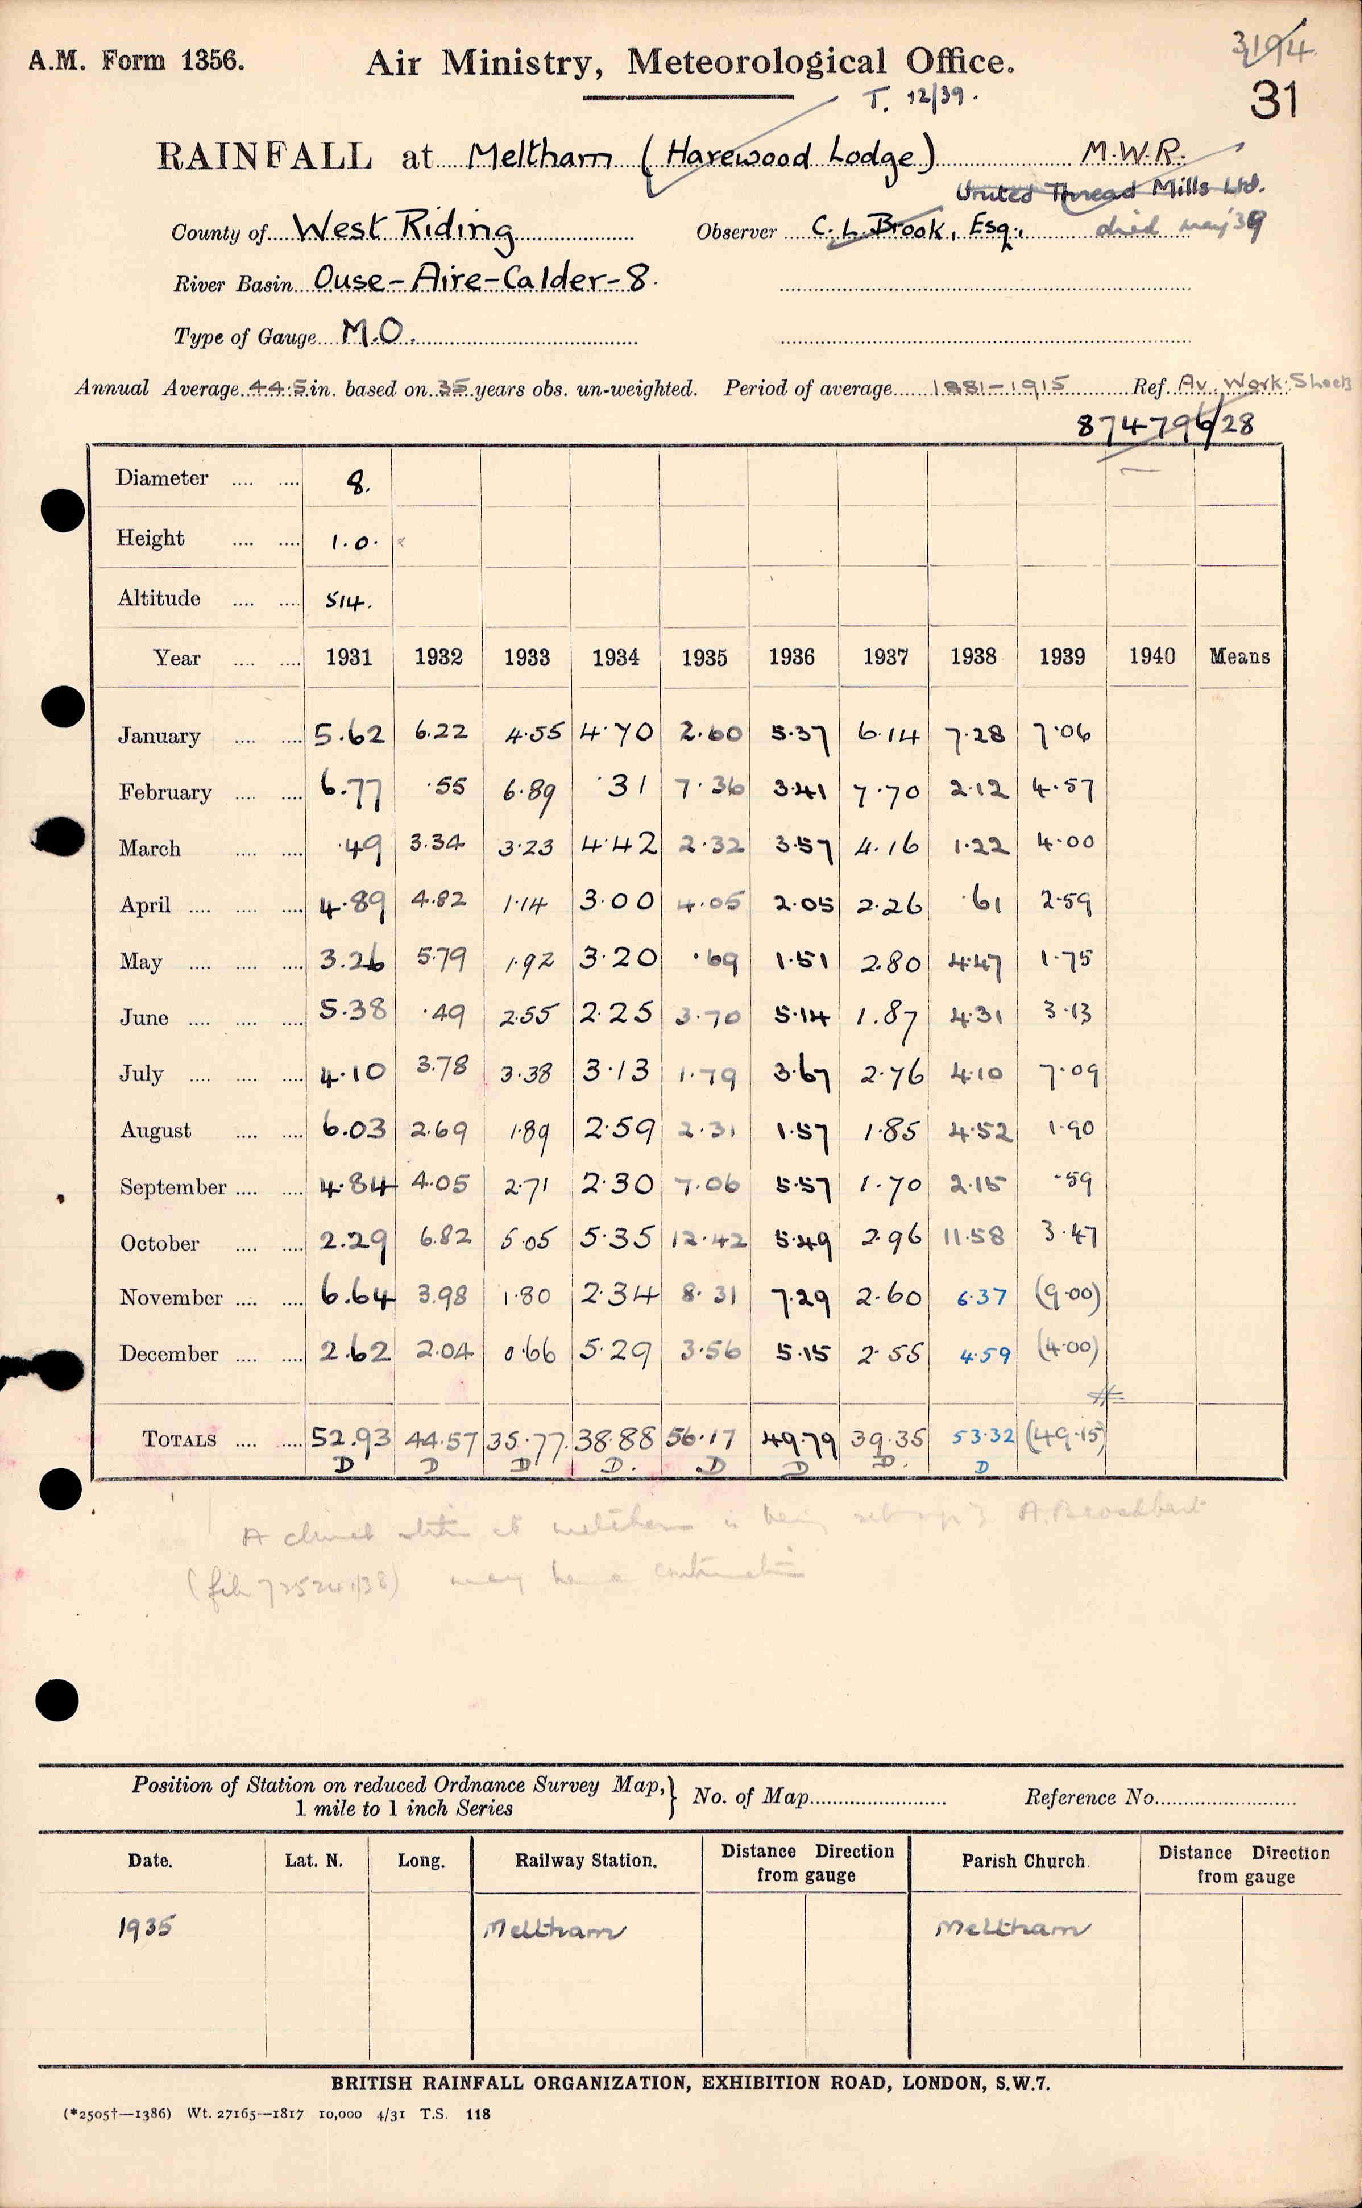 3194
A.M. Form 1356. Air Ministry, Meteorological Office.
T. 12/39. 31
RAINFALL at Meltham (Harewood Lodge) M.W.R.
United Thread Mills Ltd.
County of West Riding Observer C. L. Brook, Esq., died May '39
River Basin Ouse-Aire-Calder-8.
Type of Gauge M.O.
Annual Average 44.5 in. based on 35 years obs. un-weighted. Period of average 1881-1915 Ref. Av. Work Sheets
874796/28
Diameter .... .... 8.
Height .... .... 1.0.
Altitude .... .... 514.
Year .... .... 1931 1932 1933 1934 1935 1936 1937 1938 1939 1940 Means
January .... .... 5.62 6.22 4.55 4.70 2.60 5.37 6.14 7.28 7.06
February .... .... 6.77 .55 6.89 .31 7.36 3.41 7.70 2.12 4.57
March .... .... .49 3.34 3.23 4.42 2.32 3.57 4.16 1.22 4.00
April .... .... .... 4.89 4.82 1.14 3.00 4.05 2.05 2.26 .61 2.59
May .... .... .... 3.26 5.79 1.92 3.20 .69 1.51 2.80 4.47 1.75
June .... .... .... 5.38 .49 2.55 2.25 3.70 5.14 1.87 4.31 3.13
July .... .... .... 4.10 3.78 3.38 3.13 1.79 3.67 2.76 4.10 7.09
August .... .... 6.03 2.69 1.89 2.59 2.31 1.57 1.85 4.52 1.90
September .... .... 4.84 4.05 2.71 2.30 7.06 5.57 1.70 2.15 .59
October .... .... 2.29 6.82 5.05 5.35 12.42 5.49 2.96 11.58 3.47
November .... .... 6.64 3.98 1.80 2.34 8.31 7.29 2.60 6.37 (9.00)
December .... .... 2.62 2.04 0.66 5.29 3.56 5.15 2.55 4.59 (4.00)
TOTALS .... .... 52.93 44.57 35.77 38.88 56.17 49.79 39.35 53.32 (49.15)
D D D D. D D D. D
A at Meltham is being set up by A.
(file ) may be a continuation
Position of Station on reduced Ordnance Survey Map, } No. of Map Reference No.
1 mile to 1 inch Series
Date. Lat. N. Long. Railway Station. Distance Direction from gauge Parish Church Distance Direction from gauge
1935 Meltham Meltham
BRITISH RAINFALL ORGANIZATION, EXHIBITION ROAD, LONDON, S.W.7.
(*2505†—1386) Wt. 27165—1817 10,000 4/31 T.S. 118